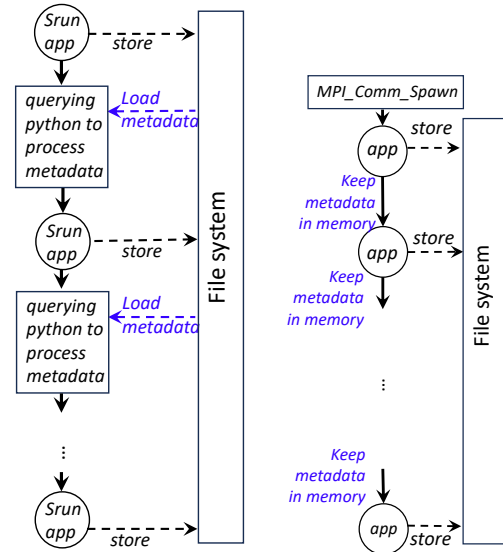 Srun
app
store
querying
python to
process
metadata
Load
metadata
Srun
app
store
querying
python to
process
metadata
Load
metadata
...
Srun
app
store
File system
MPI_Comm_Spawn
app
store
Keep
metadata
in memory
app
store
Keep
metadata
in memory
...
Keep
metadata
in memory
app
store
File system